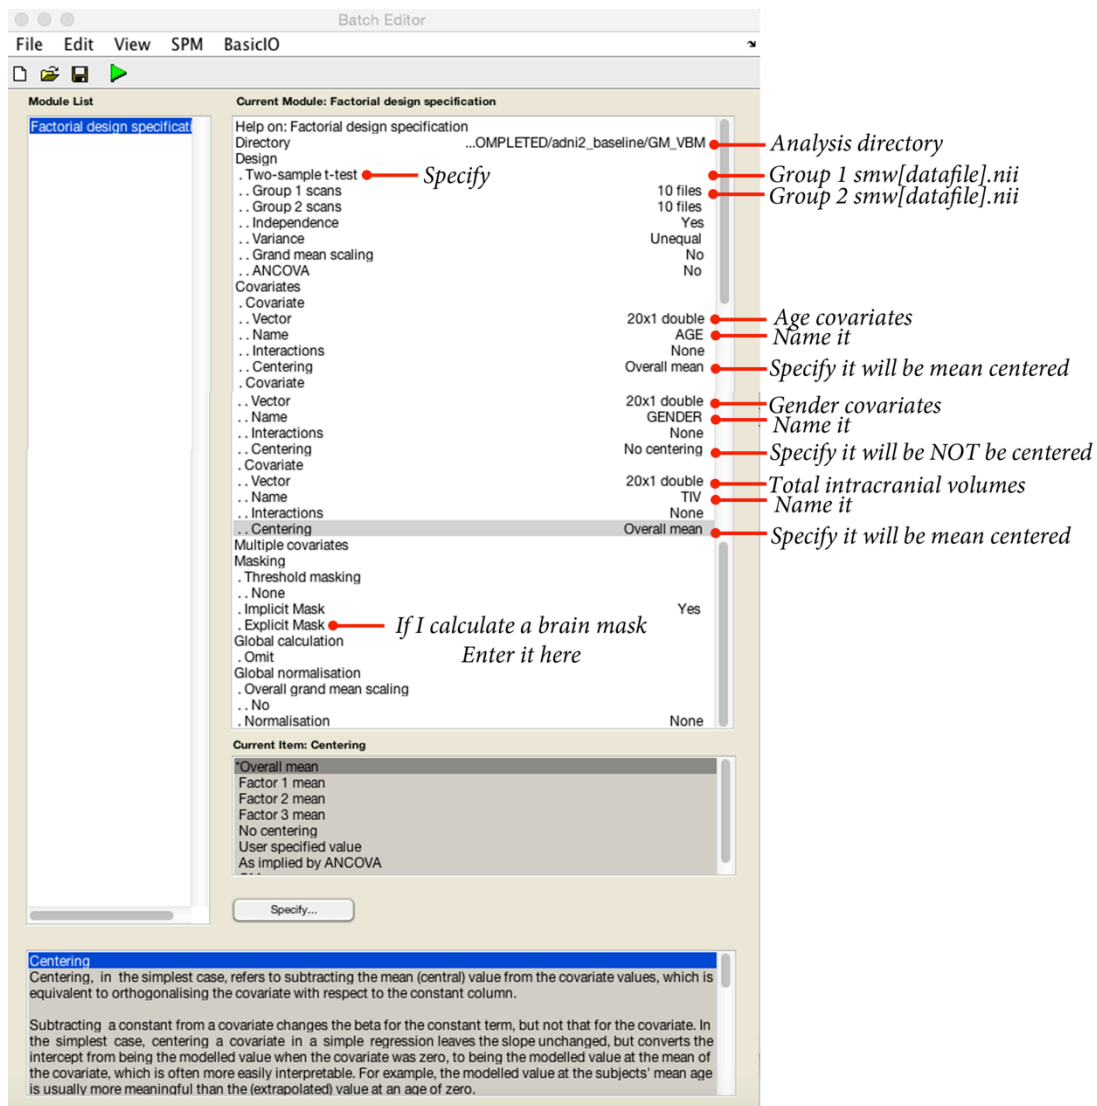 Batch Editor
File Edit View SPM BasicIO
Module List
Current Module: Factorial design specification
Factorial design specificati
Help on: Factorial design specification
Directory ...OMPLETED/adni2_baseline/GM_VBM Analysis directory
Design
. Two-sample t-test Specify Group 1 smw[datafile].nii
. . Group 1 scans 10 files Group 2 smw[datafile].nii
. . Group 2 scans 10 files
. . Independence Yes
. . Variance Unequal
. . Grand mean scaling No
. . ANCOVA No
Covariates
. Covariate
. . Vector 20x1 double Age covariates
. . Name AGE Name it
. . Interactions None
. . Centering Overall mean Specify it will be mean centered
. Covariate
. . Vector 20x1 double Gender covariates
. . Name GENDER Name it
. . Interactions None
. . Centering No centering Specify it will be NOT be centered
. Covariate
. . Vector 20x1 double Total intracranial volumes
. . Name TIV Name it
. . Interactions None
. . Centering Overall mean Specify it will be mean centered
Multiple covariates
Masking
. Threshold masking
. . None
. Implicit Mask Yes
. Explicit Mask If I calculate a brain mask
Global calculation
Enter it here
. Omit
Global normalisation
. Overall grand mean scaling
. . No
. Normalisation None
Current Item: Centering
*Overall mean
Factor 1 mean
Factor 2 mean
Factor 3 mean
No centering
User specified value
As implied by ANCOVA
Specify...
Centering
Centering, in the simplest case, refers to subtracting the mean (central) value from the covariate values, which is
equivalent to orthogonalising the covariate with respect to the constant column.
Subtracting a constant from a covariate changes the beta for the constant term, but not that for the covariate. In
the simplest case, centering a covariate in a simple regression leaves the slope unchanged, but converts the
intercept from being the modelled value when the covariate was zero, to being the modelled value at the mean of
the covariate, which is often more easily interpretable. For example, the modelled value at the subjects' mean age
is usually more meaningful than the (extrapolated) value at an age of zero.